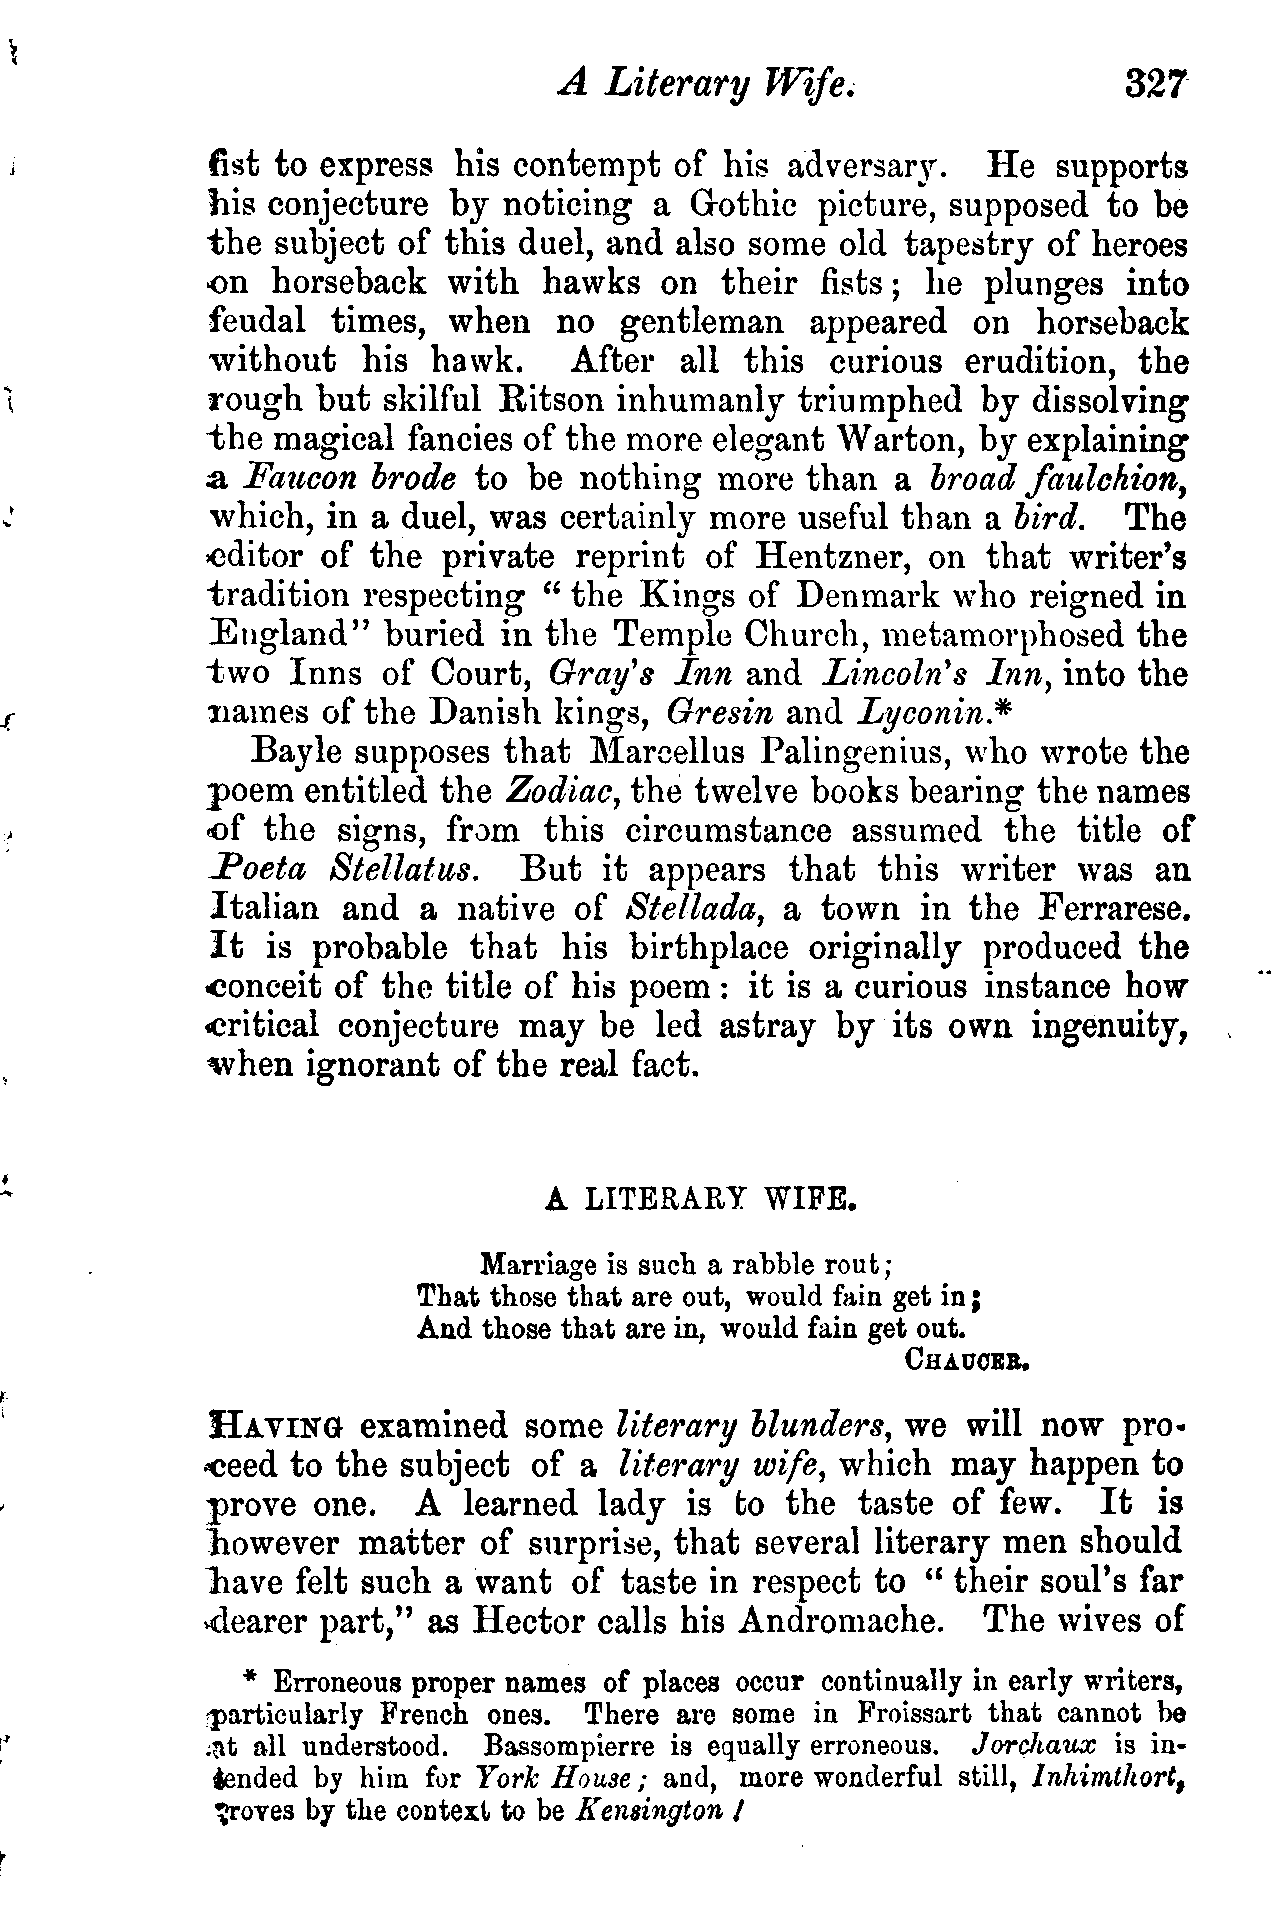 A Literary Wife. 327
fist to express his contempt of his adversary. He supports
his conjecture by noticing a Gothic picture, supposed to be
the subject of this duel, and also some old tapestry of heroes
on horseback with hawks on their fists; he plunges into
feudal times, when no gentleman appeared on horseback
without his hawk. After all this curious erudition, the
rough but skilful Ritson inhumanly triumphed by dissolving
the magical fancies of the more elegant Warton, by explaining
a Faucon brode to be nothing more than a broad faulchion,
which, in a duel, was certainly more useful than a bird. The
editor of the private reprint of Hentzner, on that writer's
tradition respecting "the Kings of Denmark who reigned in
England" buried in the Temple Church, metamorphosed the
two Inns of Court, Gray's Inn and Lincoln's Inn, into the
names of the Danish kings, Gresin and Lyconin.*
Bayle supposes that Marcellus Palingenius, who wrote the
poem entitled the Zodiac, the twelve books bearing the names
of the signs, from this circumstance assumed the title of
Poeta Stellatus. But it appears that this writer was an
Italian and a native of Stellada, a town in the Ferrarese.
It is probable that his birthplace originally produced the
conceit of the title of his poem: it is a curious instance how
critical conjecture may be led astray by its own ingenuity,
when ignorant of the real fact.
A LITERARY WIFE.
Marriage is such a rabble rout;
That those that are out, would fain get in;
And those that are in, would fain get out.
CHAUCER.
HAVING examined some literary blunders, we will now pro-
ceed to the subject of a literary wife, which may happen to
prove one. A learned lady is to the taste of few. It is
however matter of surprise, that several literary men should
have felt such a want of taste in respect to "their soul's far
dearer part," as Hector calls his Andromache. The wives of
* Erroneous proper names of places occur continually in early writers,
particularly French ones. There are some in Froissart that cannot be
at all understood. Bassompierre is equally erroneous. Jorchaux is in-
tended by him for York House; and, more wonderful still, Inhimthort,
proves by the context to be Kensington!